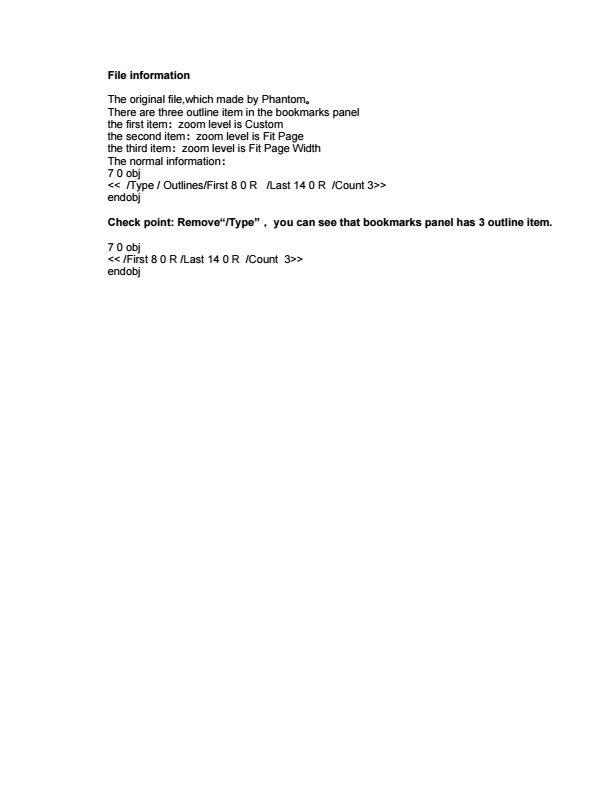 File information
The original file,which made by Phantom。
There are three outline item in the bookmarks panel
the first item：zoom level is Custom
the second item：zoom level is Fit Page
the third item：zoom level is Fit Page Width
The normal information：
7 0 obj
<<  /Type / Outlines/First 8 0 R   /Last 14 0 R  /Count 3>>
endobj
Check point: Remove“/Type”， you can see that bookmarks panel has 3 outline item.
7 0 obj
<< /First 8 0 R /Last 14 0 R  /Count  3>>
endobj